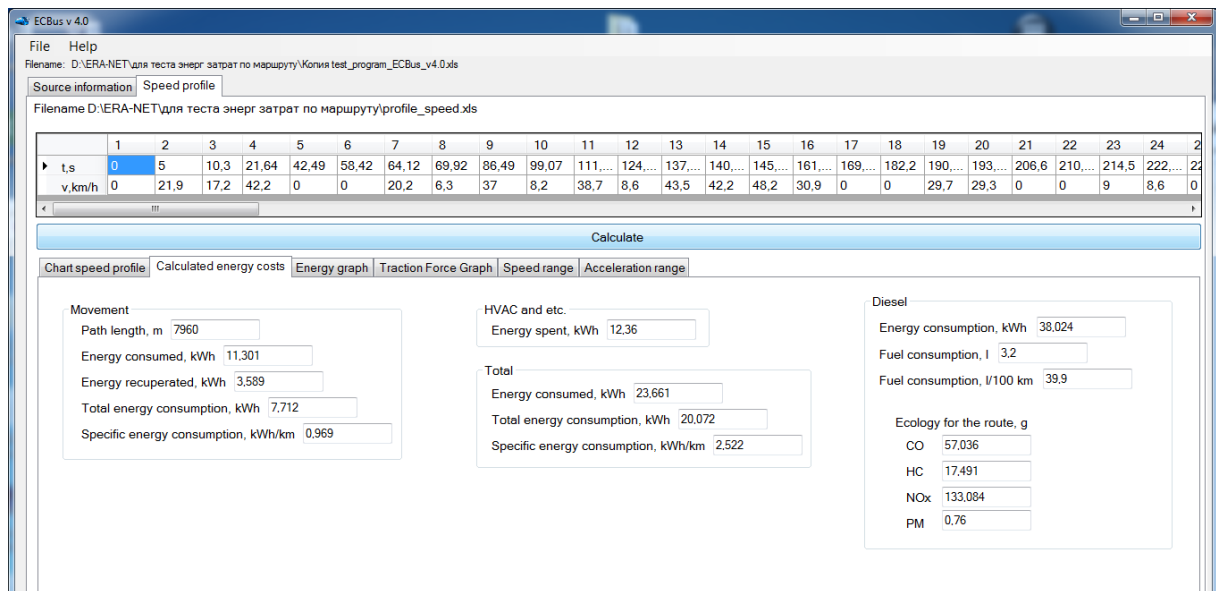 ECBus v 4.0
File Help
Filename: D:\ERA-NET\для теста энерг затрат по маршруту\Копия test_program_ECBus_v4.0.xls
Source information Speed profile
Filename D:\ERA-NET\для теста энерг затрат по маршруту\profile_speed.xls
1 2 3 4 5 6 7 8 9 10 11 12 13 14 15 16 17 18 19 20 21 22 23 24 2
t,s 0 5 10,3 21,64 42,49 58,42 64,12 69,92 86,49 99,07 111,... 124,... 137,... 140,... 145,... 161,... 169,... 182,2 190,... 193,... 206,6 210,... 214,5 222,... 22
v,km/h 0 21,9 17,2 42,2 0 0 20,2 6,3 37 8,2 38,7 8,6 43,5 42,2 48,2 30,9 0 0 29,7 29,3 0 0 9 8,6 0
Calculate
Chart speed profile Calculated energy costs Energy graph Traction Force Graph Speed range Acceleration range
Movement
Path length, m 7960
Energy consumed, kWh 11,301
Energy recuperated, kWh 3,589
Total energy consumption, kWh 7,712
Specific energy consumption, kWh/km 0,969
HVAC and etc.
Energy spent, kWh 12,36
Total
Energy consumed, kWh 23,661
Total energy consumption, kWh 20,072
Specific energy consumption, kWh/km 2,522
Diesel
Energy consumption, kWh 38,024
Fuel consumption, l 3,2
Fuel consumption, l/100 km 39,9
Ecology for the route, g
CO 57,036
HC 17,491
NOx 133,084
PM 0,76